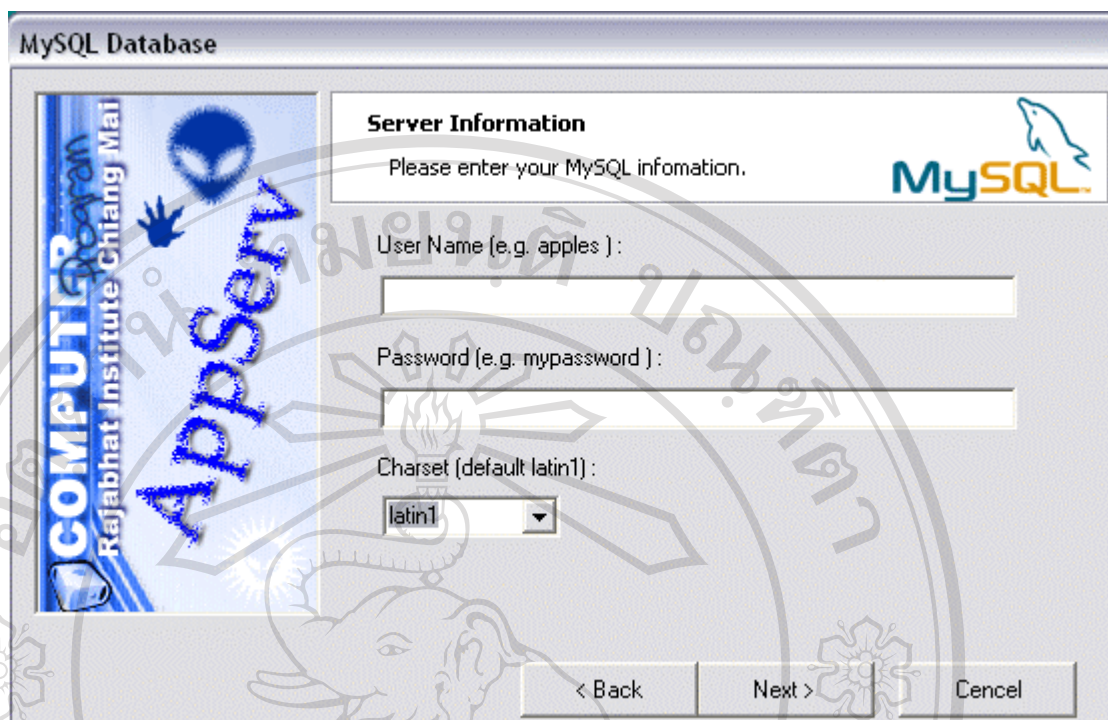 MySQL Database
COMPUTER
Program
Rajabhat Institute Chiang Mai
AppServ
Server Information
Please enter your MySQL infomation.
MySQL
User Name (e.g. apples ) :
Password (e.g. mypassword ) :
Charset (default latin1) :
latin1
< Back
Next >
Cencel